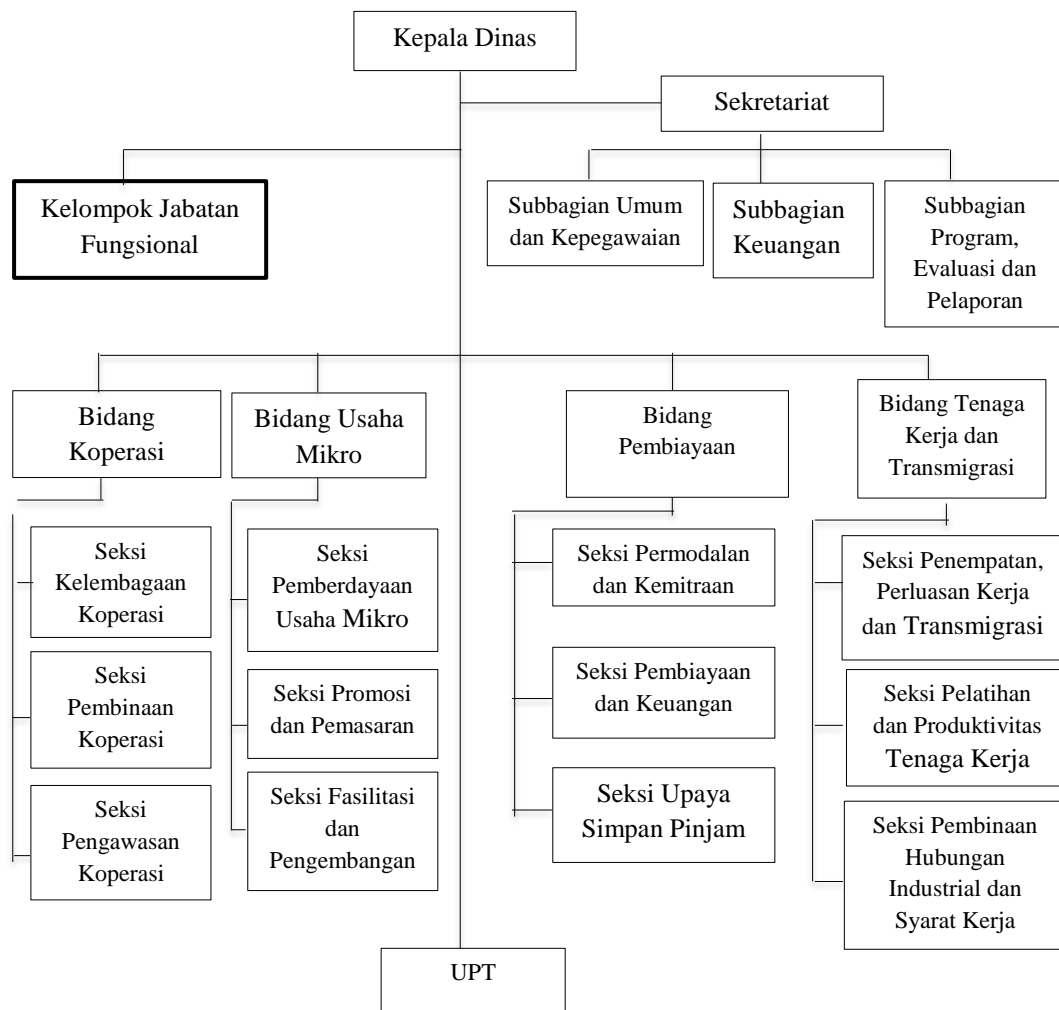 Kepala Dinas
Sekretariat
Kelompok Jabatan
Fungsional
Subbagian Umum
dan Kepegawaian
Subbagian
Keuangan
Subbagian
Program,
Evaluasi dan
Pelaporan
Bidang
Koperasi
Bidang Usaha
Mikro
Bidang
Pembiayaan
Bidang Tenaga
Kerja dan
Transmigrasi
Seksi
Kelembagaan
Koperasi
Seksi
Pembinaan
Koperasi
Seksi
Pengawasan
Koperasi
Seksi
Pemberdayaan
Usaha Mikro
Seksi Promosi
dan Pemasaran
Seksi Fasilitasi
dan
Pengembangan
Seksi Permodalan
dan Kemitraan
Seksi Pembiayaan
dan Keuangan
Seksi Upaya
Simpan Pinjam
Seksi Penempatan,
Perluasan Kerja
dan Transmigrasi
Seksi Pelatihan
dan Produktivitas
Tenaga Kerja
Seksi Pembinaan
Hubungan
Industrial dan
Syarat Kerja
UPT